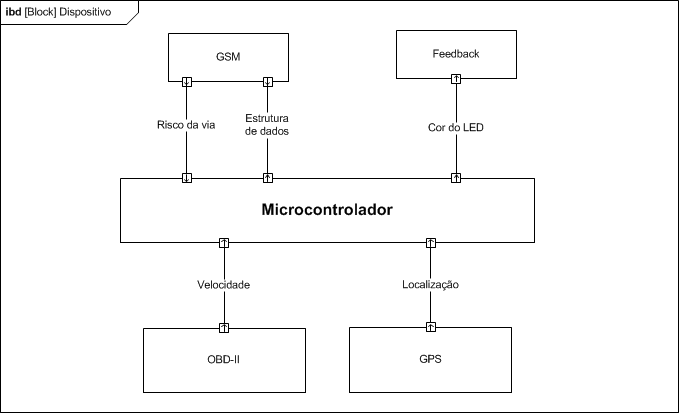 ibd [Block] Dispositivo
GSM
Feedback
Risco da via
Estrutura
de dados
Cor do LED
Microcontrolador
Velocidade
Localização
OBD-II
GPS